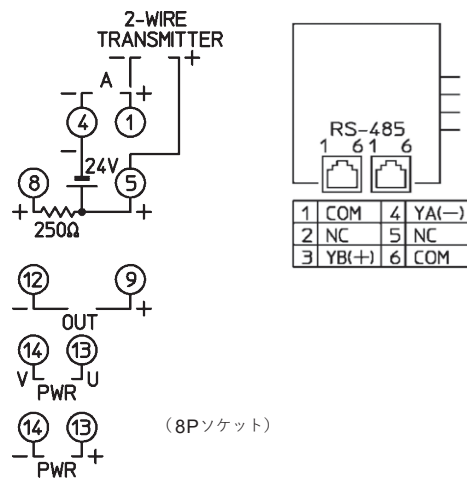 2-WIRE
TRANSMITTER
− +
− A +
④ ①
− 24V
⑧ ⑤
+ 250Ω +
⑫ ⑨
− OUT +
⑭ ⑬
V PWR U
⑭ ⑬
− PWR +
(8Pソケット)
RS-485
1 6 1 6
1 COM 4 YA(−)
2 NC 5 NC
3 YB(+) 6 COM